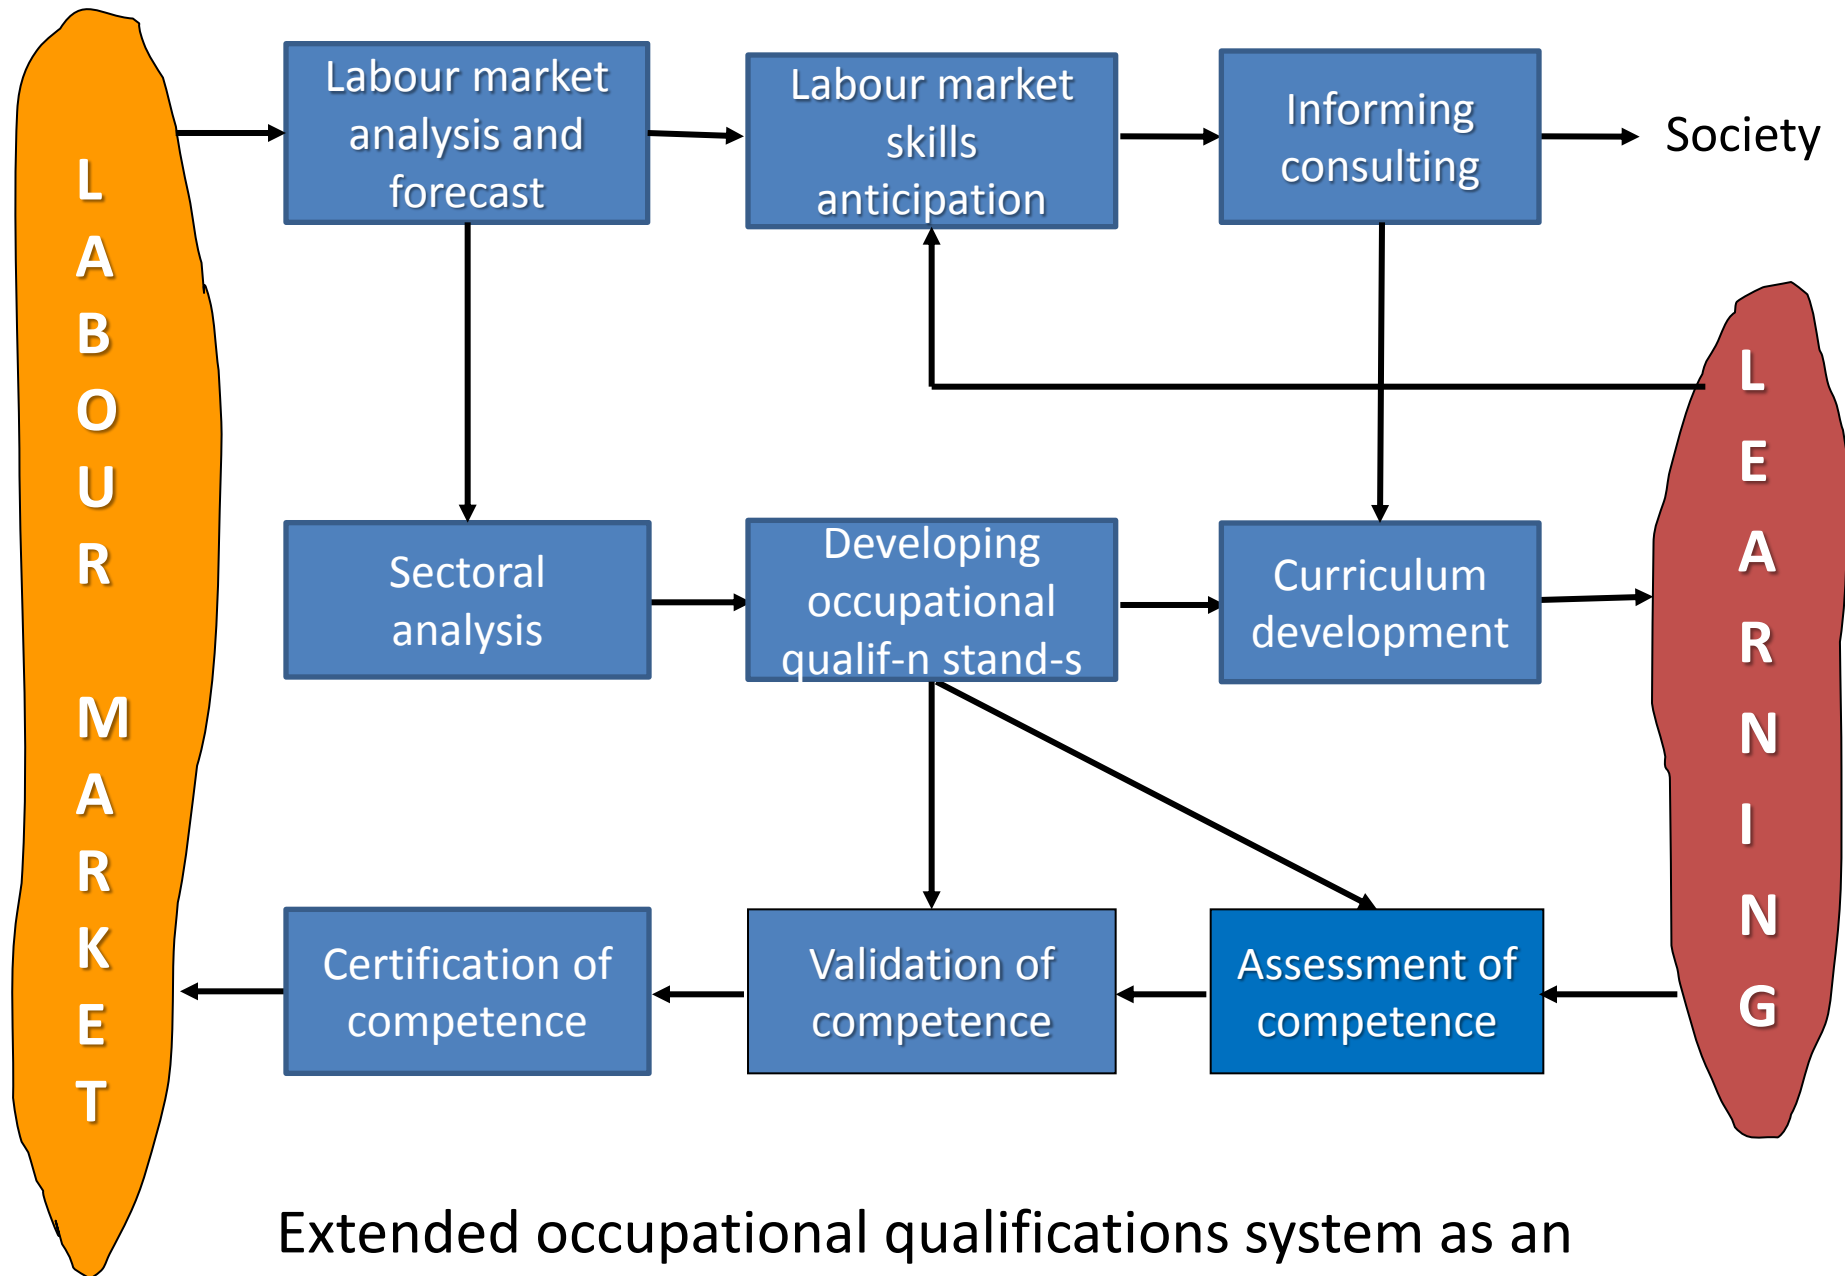 LABOUR MARKET
Labour market
analysis and
forecast
Labour market
skills
anticipation
Informing
consulting
Society
LEARNING
Sectoral
analysis
Developing
occupational
qualif-n stand-s
Curriculum
development
Certification of
competence
Validation of
competence
Assessment of
competence
Extended occupational qualifications system as an